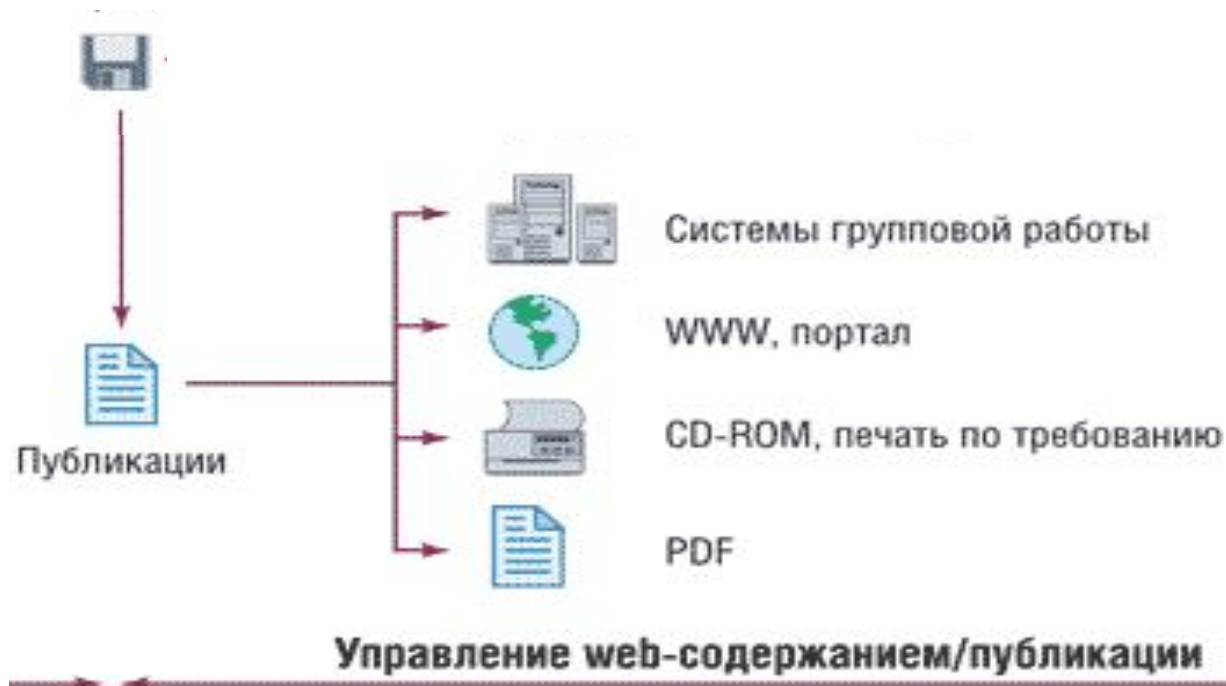 Системы групповой работы
WWW, портал
CD-ROM, печать по требованию
Публикации
PDF
Управление web-содержанием/публикации